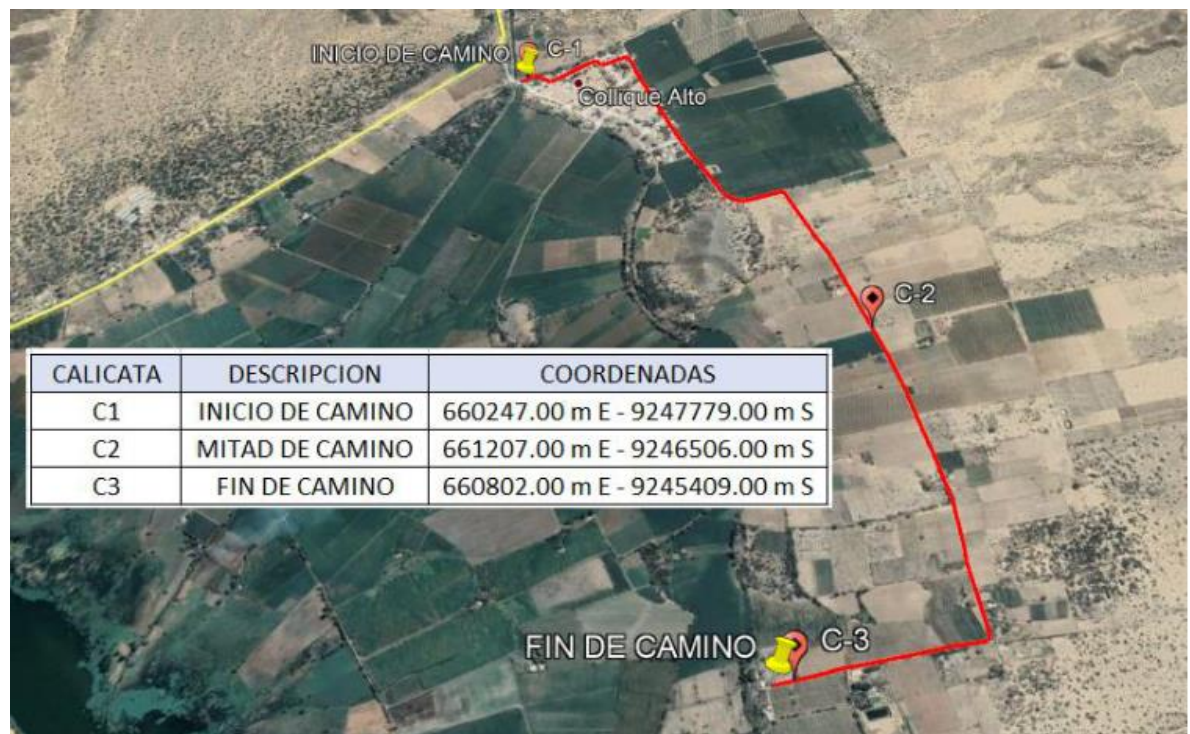 INICIO DE CAMINO C-1
Collique Alto
C-2
CALICATA DESCRIPCION COORDENADAS
C1 INICIO DE CAMINO 660247.00 m E - 9247779.00 m S
C2 MITAD DE CAMINO 661207.00 m E - 9246506.00 m S
C3 FIN DE CAMINO 660802.00 m E - 9245409.00 m S
FIN DE CAMINO C-3